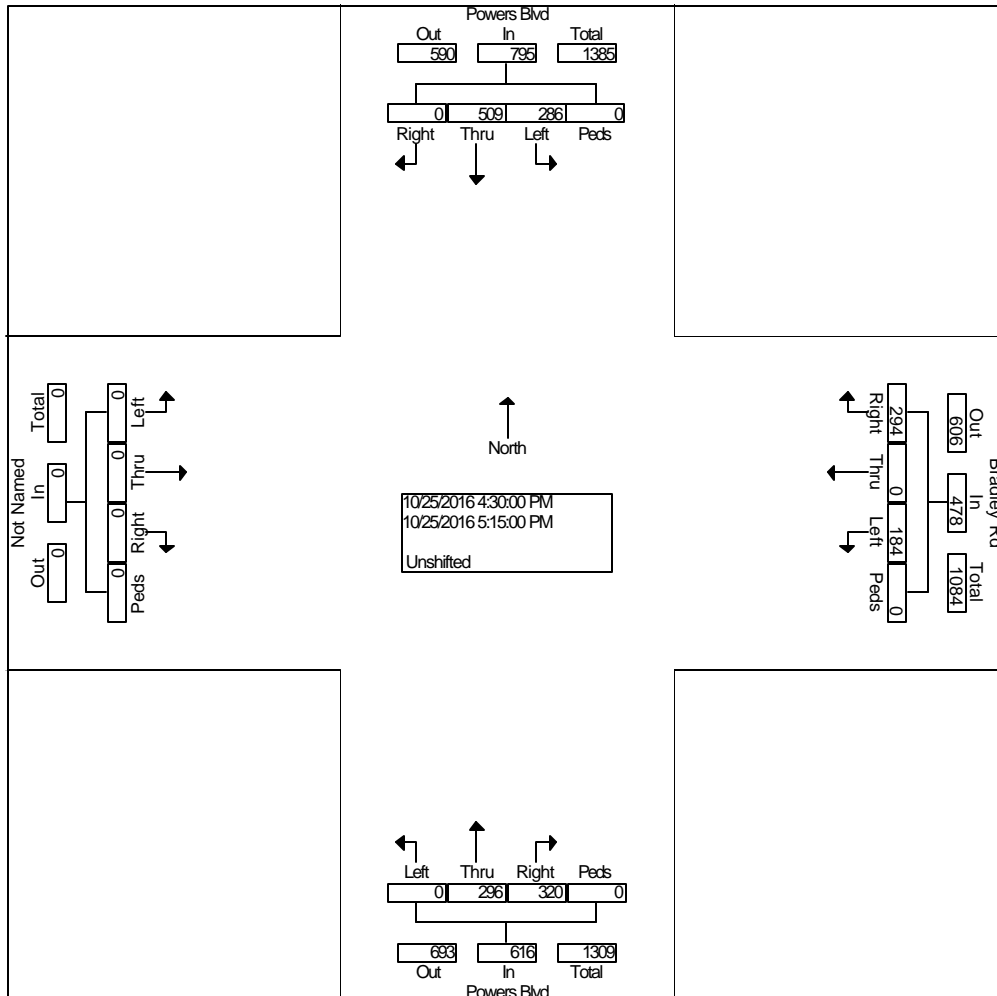 Powers Blvd
Out In Total
590 795 1385
0 509 286 0
Right Thru Left Peds
Not Named
Total In Out
0 0 0
0 0 0 0
Left Thru Right Peds
North
10/25/2016 4:30:00 PM
10/25/2016 5:15:00 PM
Unshifted
Right Thru Left Peds
294 0 184 0
606 478 1084
Out In Total
Bradley Rd
Left Thru Right Peds
0 296 320 0
693 616 1309
Out In Total
Powers Blvd